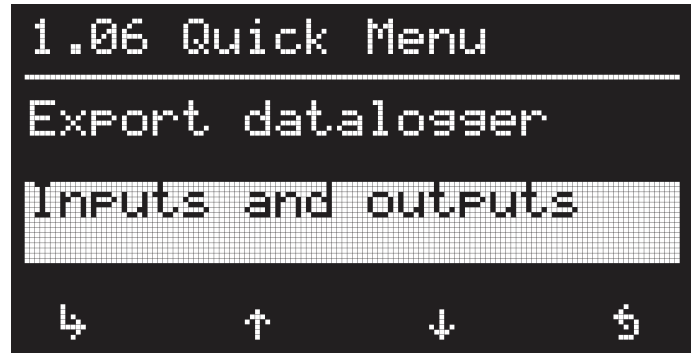 1.06 Quick Menu
Export datalogger
Inputs and outputs
↳ ↑ ↓ ⤺